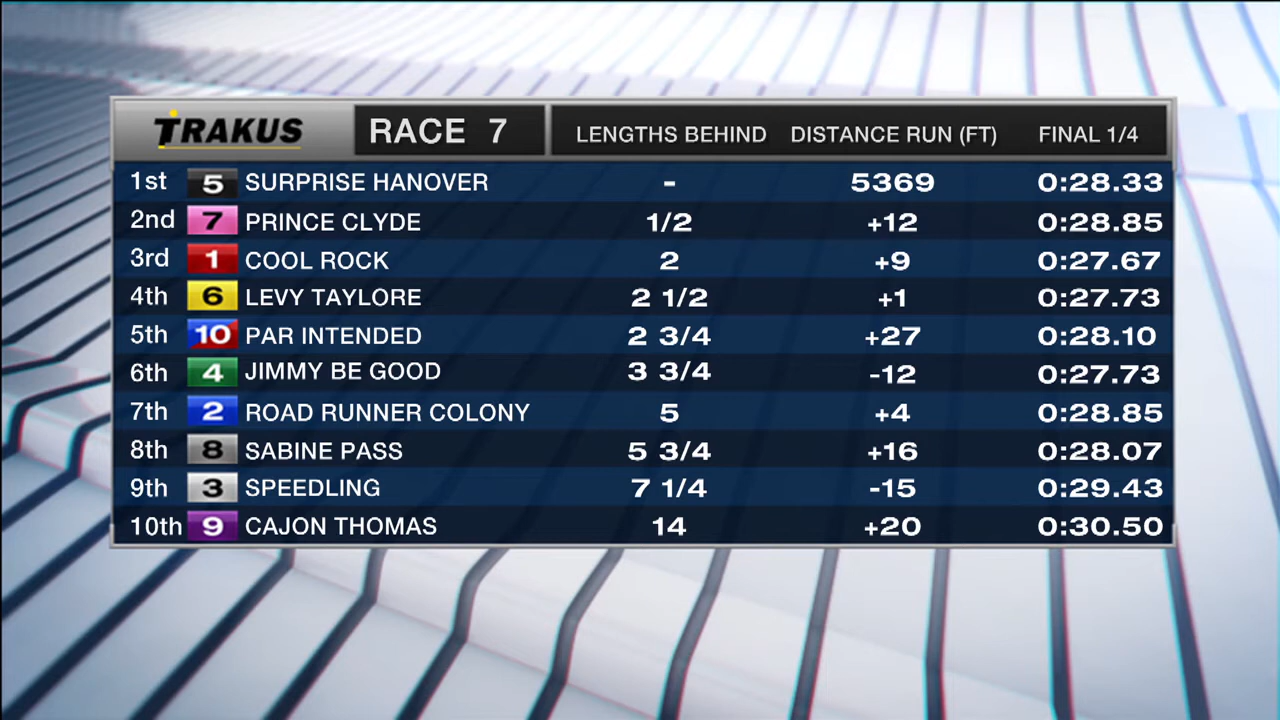 TRAKUS RACE 7 LENGTHS BEHIND DISTANCE RUN (FT) FINAL 1/4
1st 5 SURPRISE HANOVER - 5369 0:28.33
2nd 7 PRINCE CLYDE 1/2 +12 0:28.85
3rd 1 COOL ROCK 2 +9 0:27.67
4th 6 LEVY TAYLORE 2 1/2 +1 0:27.73
5th 10 PAR INTENDED 2 3/4 +27 0:28.10
6th 4 JIMMY BE GOOD 3 3/4 -12 0:27.73
7th 2 ROAD RUNNER COLONY 5 +4 0:28.85
8th 8 SABINE PASS 5 3/4 +16 0:28.07
9th 3 SPEEDLING 7 1/4 -15 0:29.43
10th 9 CAJON THOMAS 14 +20 0:30.50